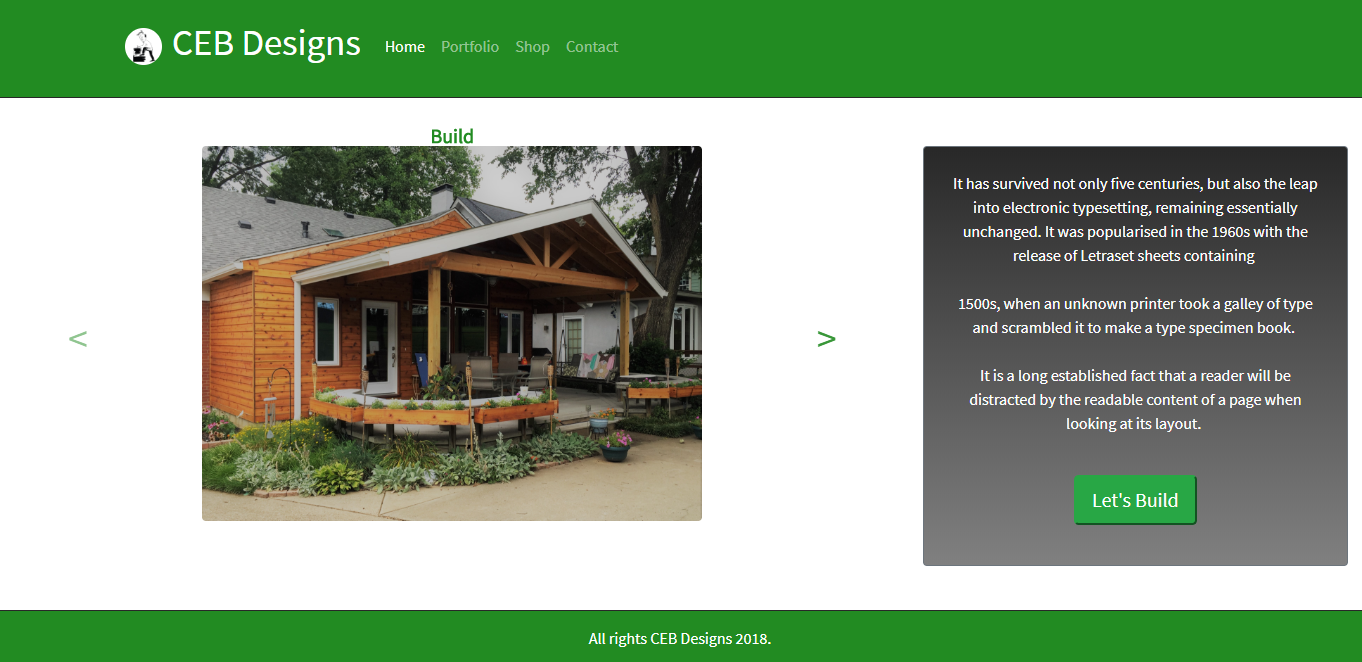 CEB Designs
Home Portfolio Shop Contact
Build
<
>
It has survived not only five centuries, but also the leap
into electronic typesetting, remaining essentially
unchanged. It was popularised in the 1960s with the
release of Letraset sheets containing
1500s, when an unknown printer took a galley of type
and scrambled it to make a type specimen book.
It is a long established fact that a reader will be
distracted by the readable content of a page when
looking at its layout.
Let's Build
All rights CEB Designs 2018.